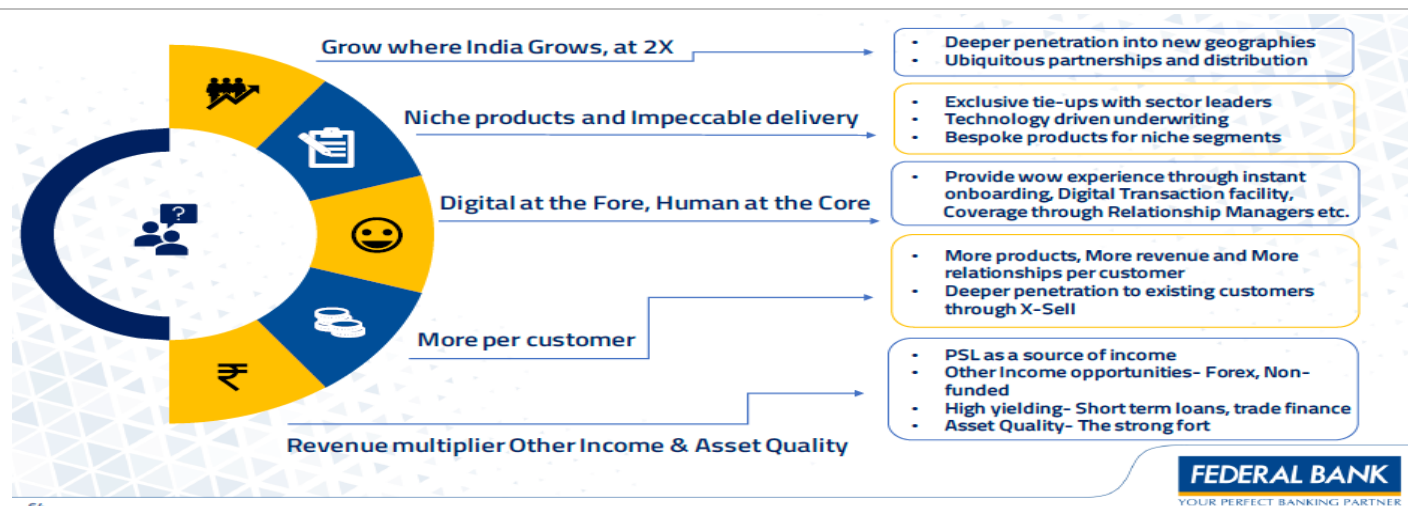 Grow where India Grows, at 2X
• Deeper penetration into new geographies
• Ubiquitous partnerships and distribution
Niche products and Impeccable delivery
• Exclusive tie-ups with sector leaders
• Technology driven underwriting
• Bespoke products for niche segments
Digital at the Fore, Human at the Core
• Provide wow experience through instant
onboarding, Digital Transaction facility,
Coverage through Relationship Managers etc.
More per customer
• More products, More revenue and More
relationships per customer
• Deeper penetration to existing customers
through X-Sell
₹
Revenue multiplier Other Income & Asset Quality
• PSL as a source of income
• Other Income opportunities- Forex, Non-
funded
• High yielding- Short term loans, trade finance
• Asset Quality- The strong fort
?
FEDERAL BANK
YOUR PERFECT BANKING PARTNER